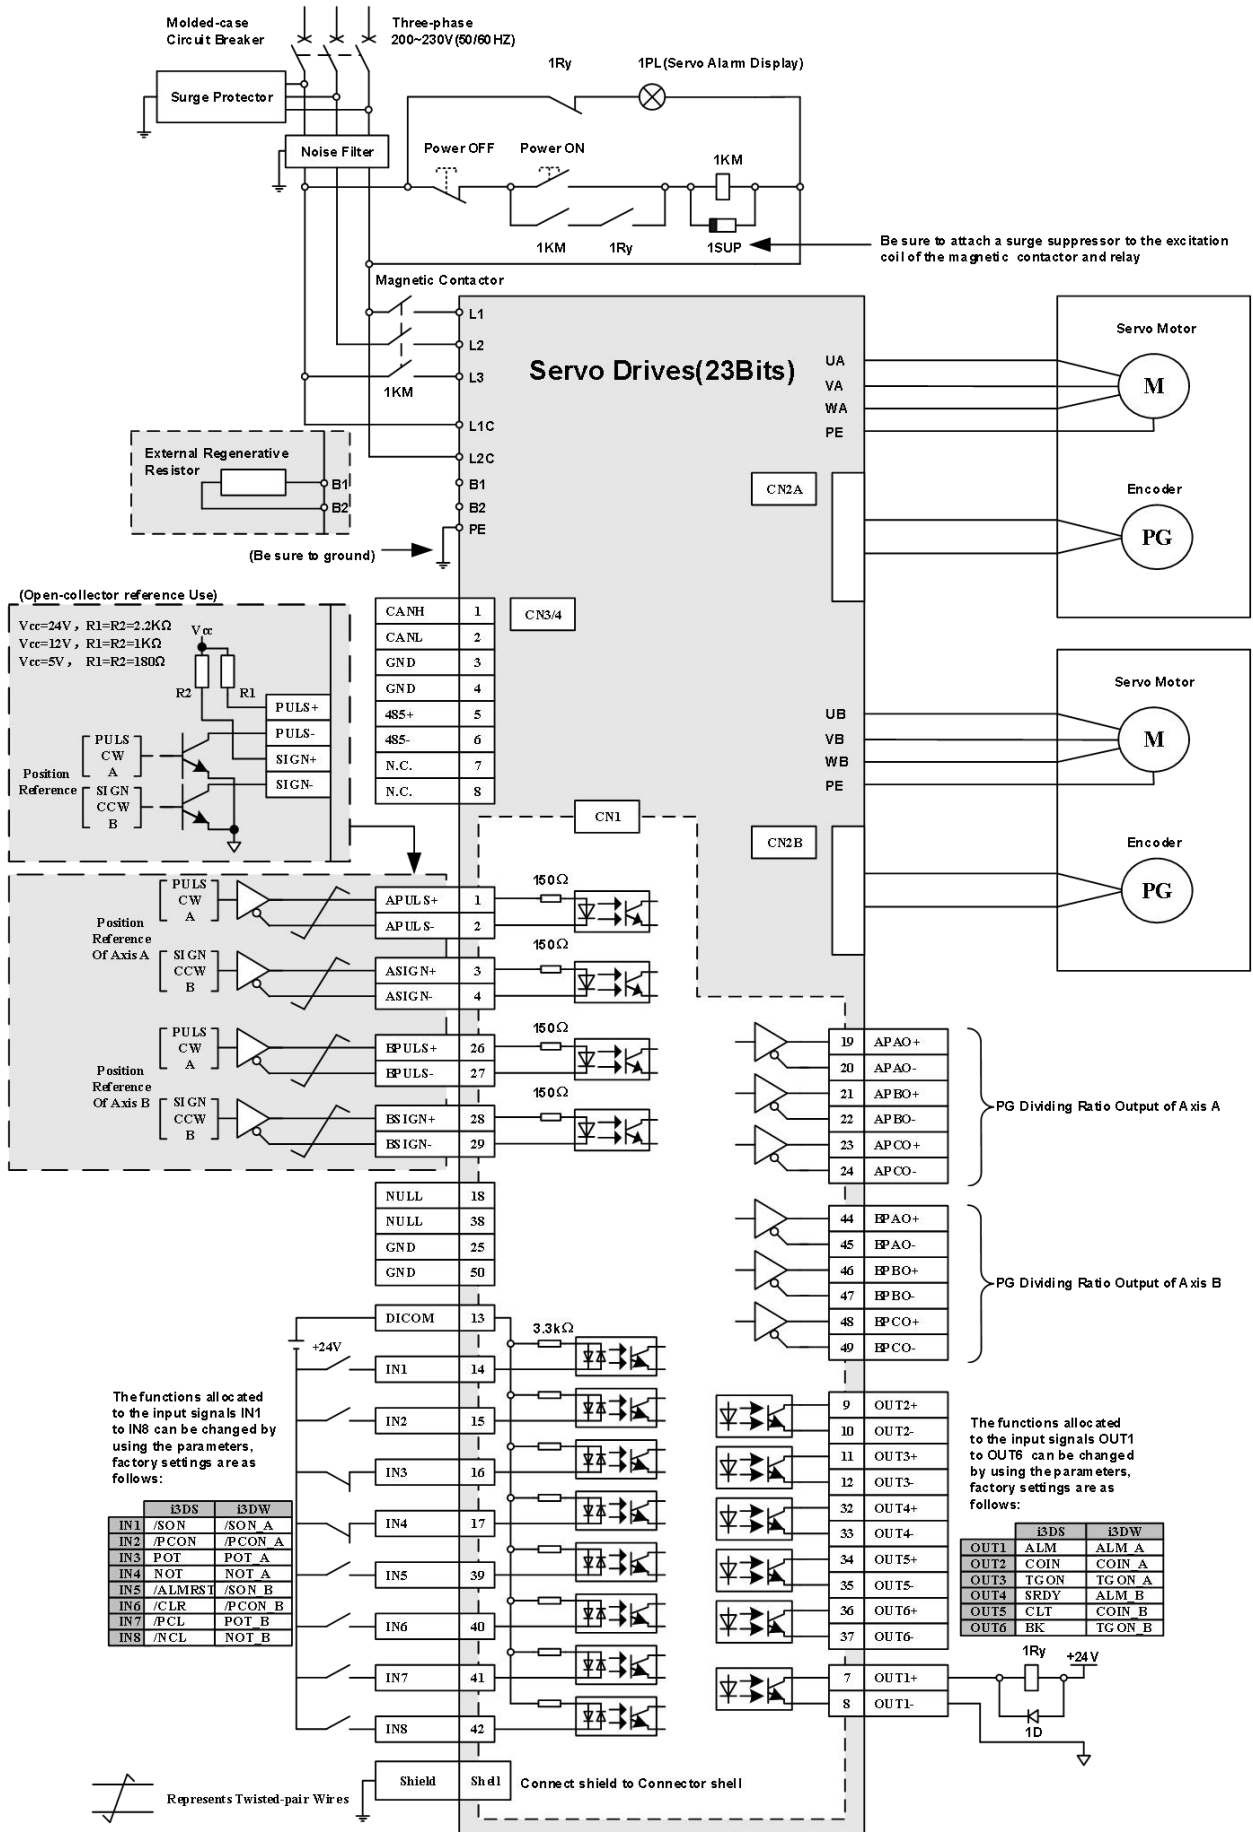 Molded-case
Circuit Breaker
Three-phase
200~230V(50/60HZ)
Surge Protector
1Ry
1PL(Servo Alarm Display)
Noise Filter
Power OFF
Power ON
1KM
1KM
1Ry
1SUP
Be sure to attach a surge suppressor to the excitation
coil of the magnetic contactor and relay
Magnetic Contactor
L1
L2
L3
1KM
L1C
L2C
B1
B2
PE
Servo Drives(23Bits)
External Regenerative
Resistor
B1
B2
(Be sure to ground)
UA
VA
WA
PE
CN2A
Servo Motor
M
Encoder
PG
(Open-collector reference Use)
Vcc=24V, R1=R2=2.2KΩ
Vcc=12V, R1=R2=1KΩ
Vcc=5V, R1=R2=180Ω
Vcc
R2
R1
PULS+
PULS-
SIGN+
SIGN-
Position
Reference
PULS
CW
A
SIGN
CCW
B
CANH 1
CANL 2
GND 3
GND 4
485+ 5
485- 6
N.C. 7
N.C. 8
CN3/4
CN1
UB
VB
WB
PE
CN2B
Servo Motor
M
Encoder
PG
Position
Reference
Of Axis A
PULS
CW
A
SIGN
CCW
B
APULS+ 1
APULS- 2
ASIGN+ 3
ASIGN- 4
150Ω
150Ω
Position
Reference
Of Axis B
PULS
CW
A
SIGN
CCW
B
BPULS+ 26
BPULS- 27
BSIGN+ 28
BSIGN- 29
150Ω
150Ω
NULL 18
NULL 38
GND 25
GND 50
19 APAO+
20 APAO-
21 APBO+
22 APBO-
23 APCO+
24 APCO-
PG Dividing Ratio Output of Axis A
44 BPAO+
45 BPAO-
46 BPBO+
47 BPBO-
48 BPCO+
49 BPCO-
PG Dividing Ratio Output of Axis B
DICOM 13
+24V
3.3kΩ
IN1 14
IN2 15
IN3 16
IN4 17
IN5 39
IN6 40
IN7 41
IN8 42
The functions allocated
to the input signals IN1
to IN8 can be changed by
using the parameters,
factory settings are as
follows:
i3DS i3DW
IN1 /SON /SON_A
IN2 /PCON /PCON_A
IN3 POT POT_A
IN4 NOT NOT_A
IN5 /ALMRST /SON_B
IN6 /CLR /PCON_B
IN7 /PCL POT_B
IN8 /NCL NOT_B
9 OUT2+
10 OUT2-
11 OUT3+
12 OUT3-
32 OUT4+
33 OUT4-
34 OUT5+
35 OUT5-
36 OUT6+
37 OUT6-
7 OUT1+
8 OUT1-
The functions allocated
to the input signals OUT1
to OUT6 can be changed
by using the parameters,
factory settings are as
follows:
i3DS i3DW
OUT1 ALM ALM_A
OUT2 COIN COIN_A
OUT3 TGON TGON_A
OUT4 SRDY ALM_B
OUT5 CLT COIN_B
OUT6 BK TGON_B
1Ry
+24V
1D
Shield Shell
Connect shield to Connector shell
Represents Twisted-pair Wires